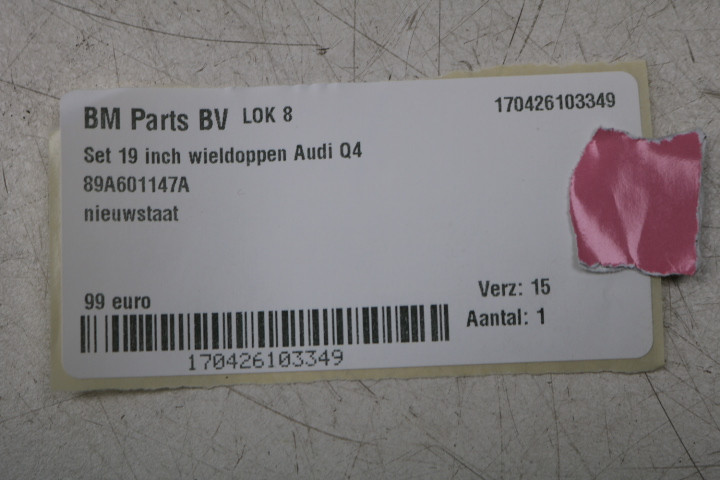 BM Parts BV LOK 8 170426103349
Set 19 inch wieldoppen Audi Q4
89A601147A
nieuwstaat
99 euro Verz: 15
Aantal: 1
170426103349